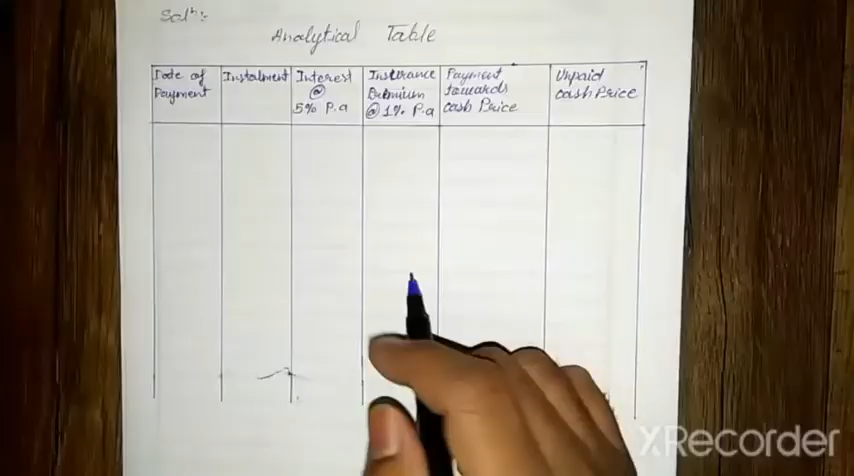 Solⁿ:
Analytical Table
Date of
Payment
Instalment
Interest
@
5% P.a
Insurance
Premium
@ 1% P.a
Payment
towards
Cash Price
Unpaid
Cash Price
XRecorder